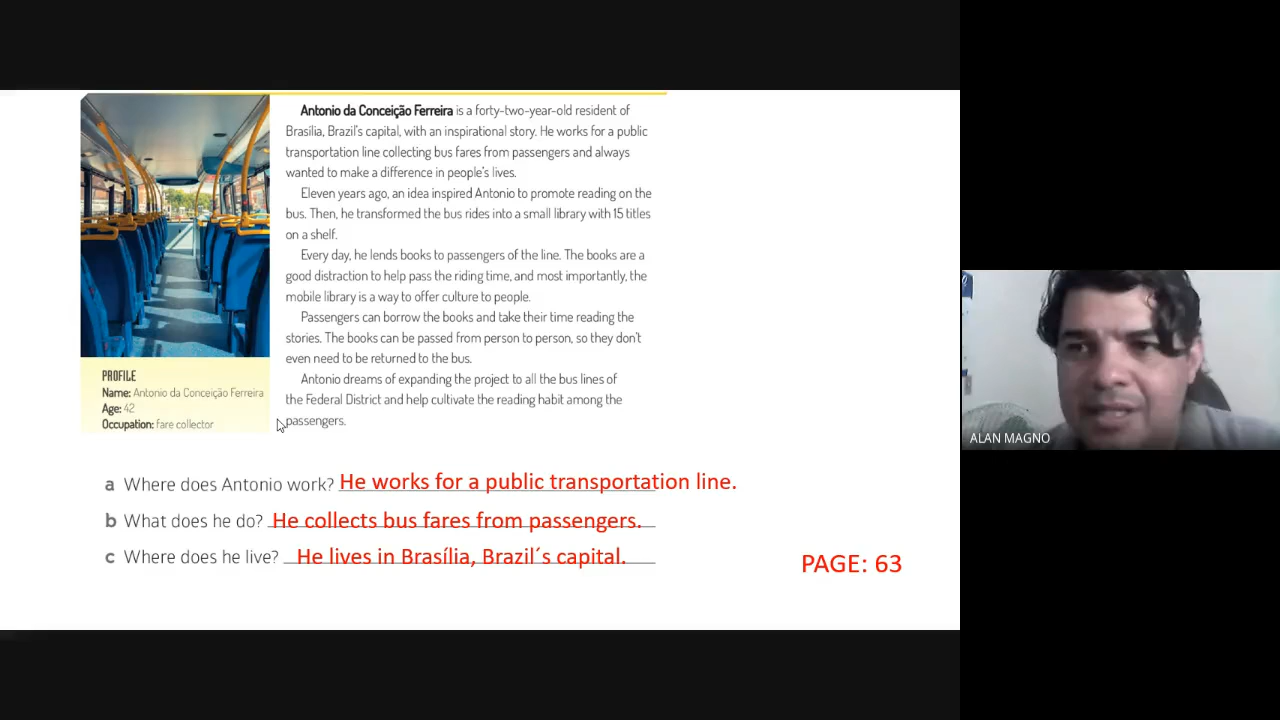 Antonio da Conceição Ferreira is a forty-two-year-old resident of
Brasília, Brazil's capital, with an inspirational story. He works for a public
transportation line collecting bus fares from passengers and always
wanted to make a difference in people's lives.
Eleven years ago, an idea inspired Antonio to promote reading on the
bus. Then, he transformed the bus rides into a small library with 15 titles
on a shelf.
Every day, he lends books to passengers of the line. The books are a
good distraction to help pass the riding time, and most importantly, the
mobile library is a way to offer culture to people.
Passengers can borrow the books and take their time reading the
stories. The books can be passed from person to person, so they don't
even need to be returned to the bus.
Antonio dreams of expanding the project to all the bus lines of
the Federal District and help cultivate the reading habit among the
passengers.
PROFILE
Name: Antonio da Conceição Ferreira
Age: 42
Occupation: fare collector
a Where does Antonio work? He works for a public transportation line.
b What does he do? He collects bus fares from passengers.
c Where does he live? He lives in Brasília, Brazil´s capital.
PAGE: 63
ALAN MAGNO